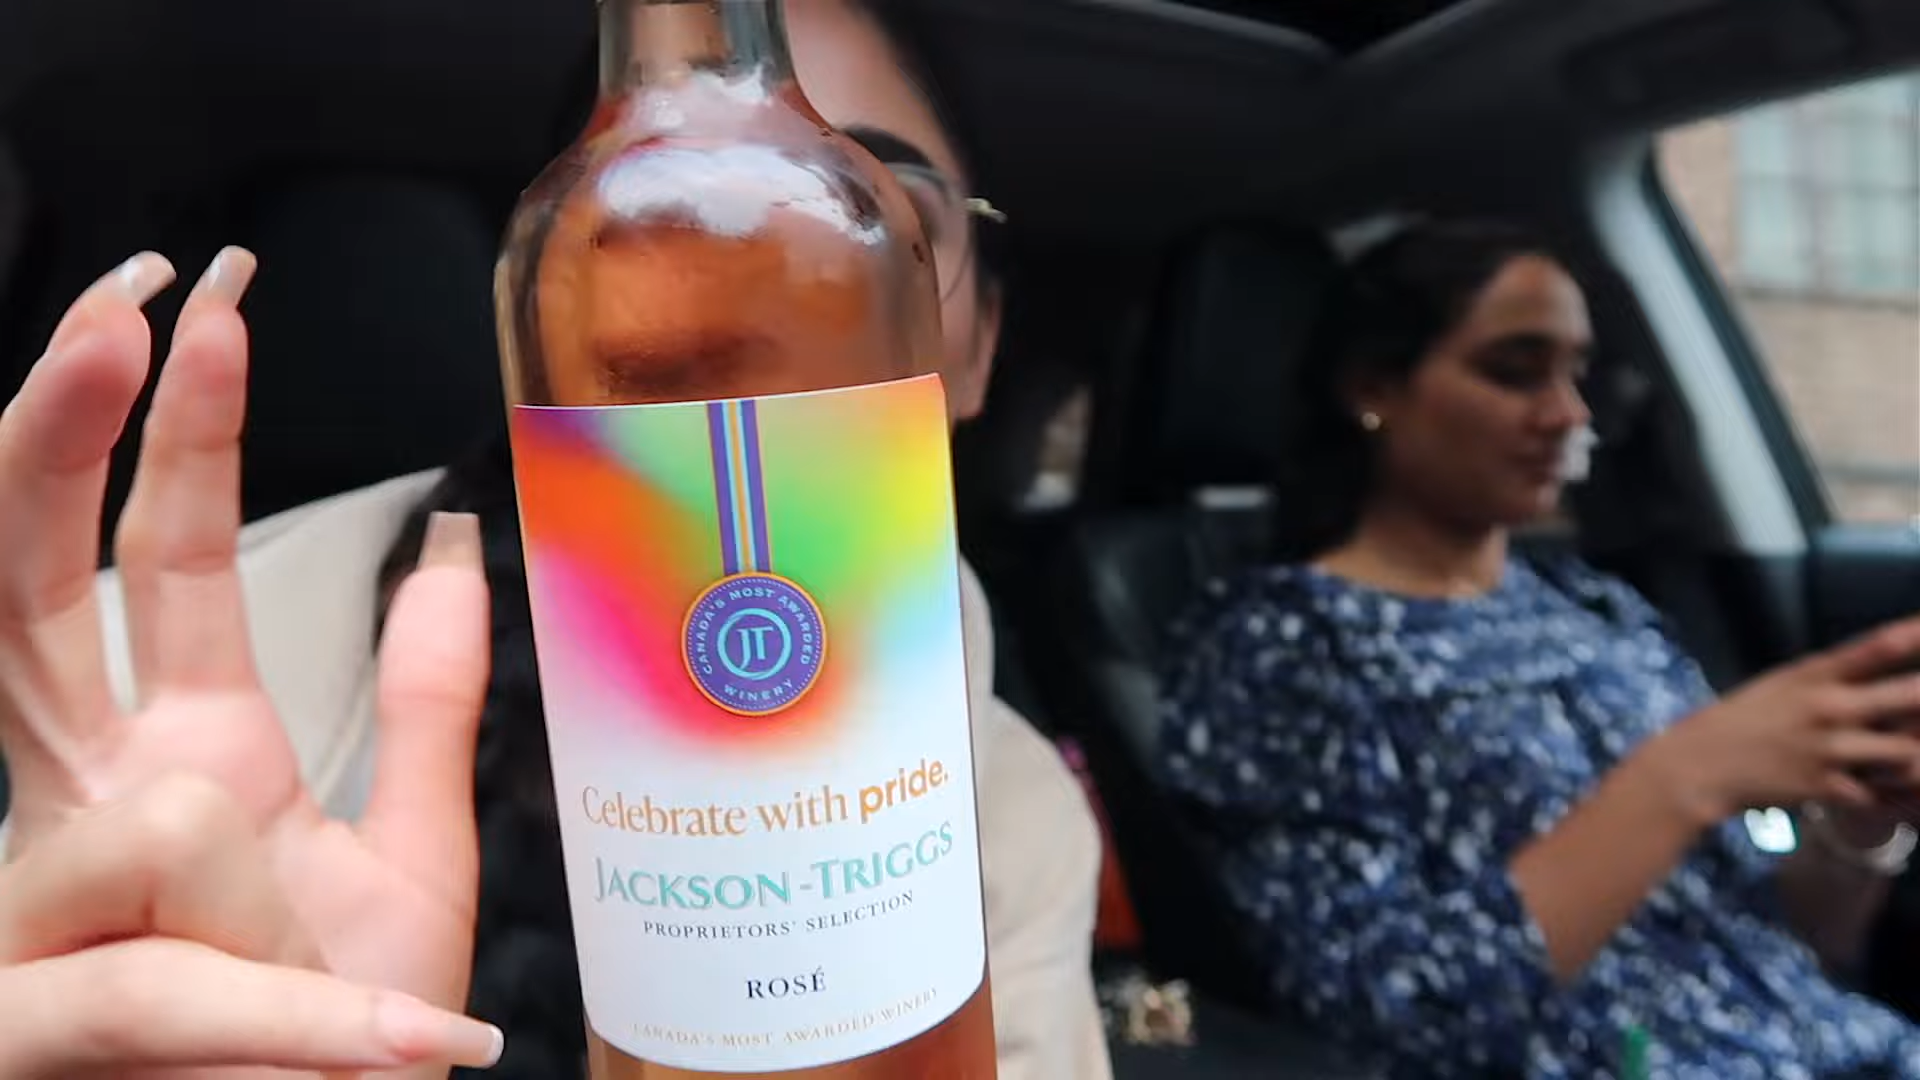 CANADA'S MOST AWARDED
JT
WINERY
Celebrate with pride.
JACKSON-TRIGGS
PROPRIETORS' SELECTION
ROSÉ
CANADA'S MOST AWARDED WINERY